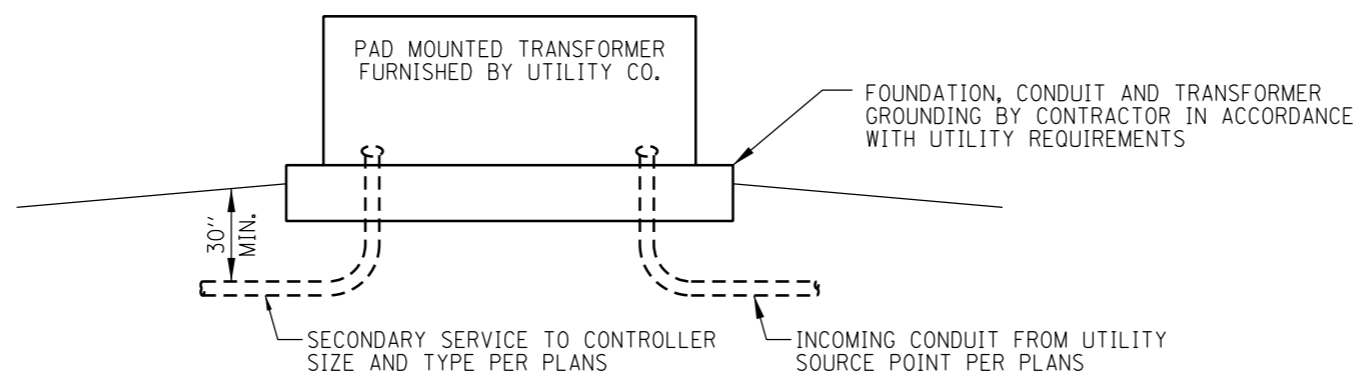 PAD MOUNTED TRANSFORMER
FURNISHED BY UTILITY CO.
FOUNDATION, CONDUIT AND TRANSFORMER
GROUNDING BY CONTRACTOR IN ACCORDANCE
WITH UTILITY REQUIREMENTS
30''
MIN.
SECONDARY SERVICE TO CONTROLLER
SIZE AND TYPE PER PLANS
INCOMING CONDUIT FROM UTILITY
SOURCE POINT PER PLANS